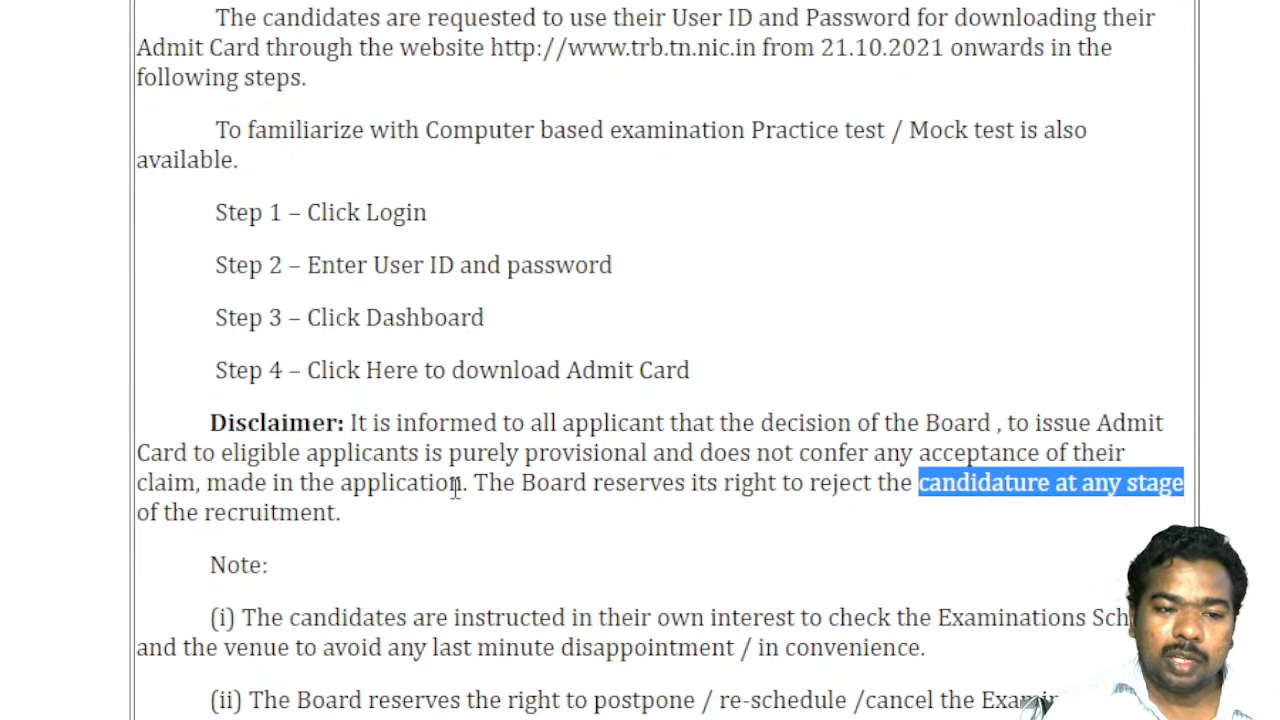 The candidates are requested to use their User ID and Password for downloading their
Admit Card through the website http://www.trb.tn.nic.in from 21.10.2021 onwards in the
following steps.
To familiarize with Computer based examination Practice test / Mock test is also
available.
Step 1 – Click Login
Step 2 – Enter User ID and password
Step 3 – Click Dashboard
Step 4 – Click Here to download Admit Card
Disclaimer: It is informed to all applicant that the decision of the Board , to issue Admit
Card to eligible applicants is purely provisional and does not confer any acceptance of their
claim, made in the application. The Board reserves its right to reject the candidature at any stage
of the recruitment.
Note:
(i) The candidates are instructed in their own interest to check the Examinations
and the venue to avoid any last minute disappointment / in convenience.
(ii) The Board reserves the right to postpone / re-schedule /cancel the